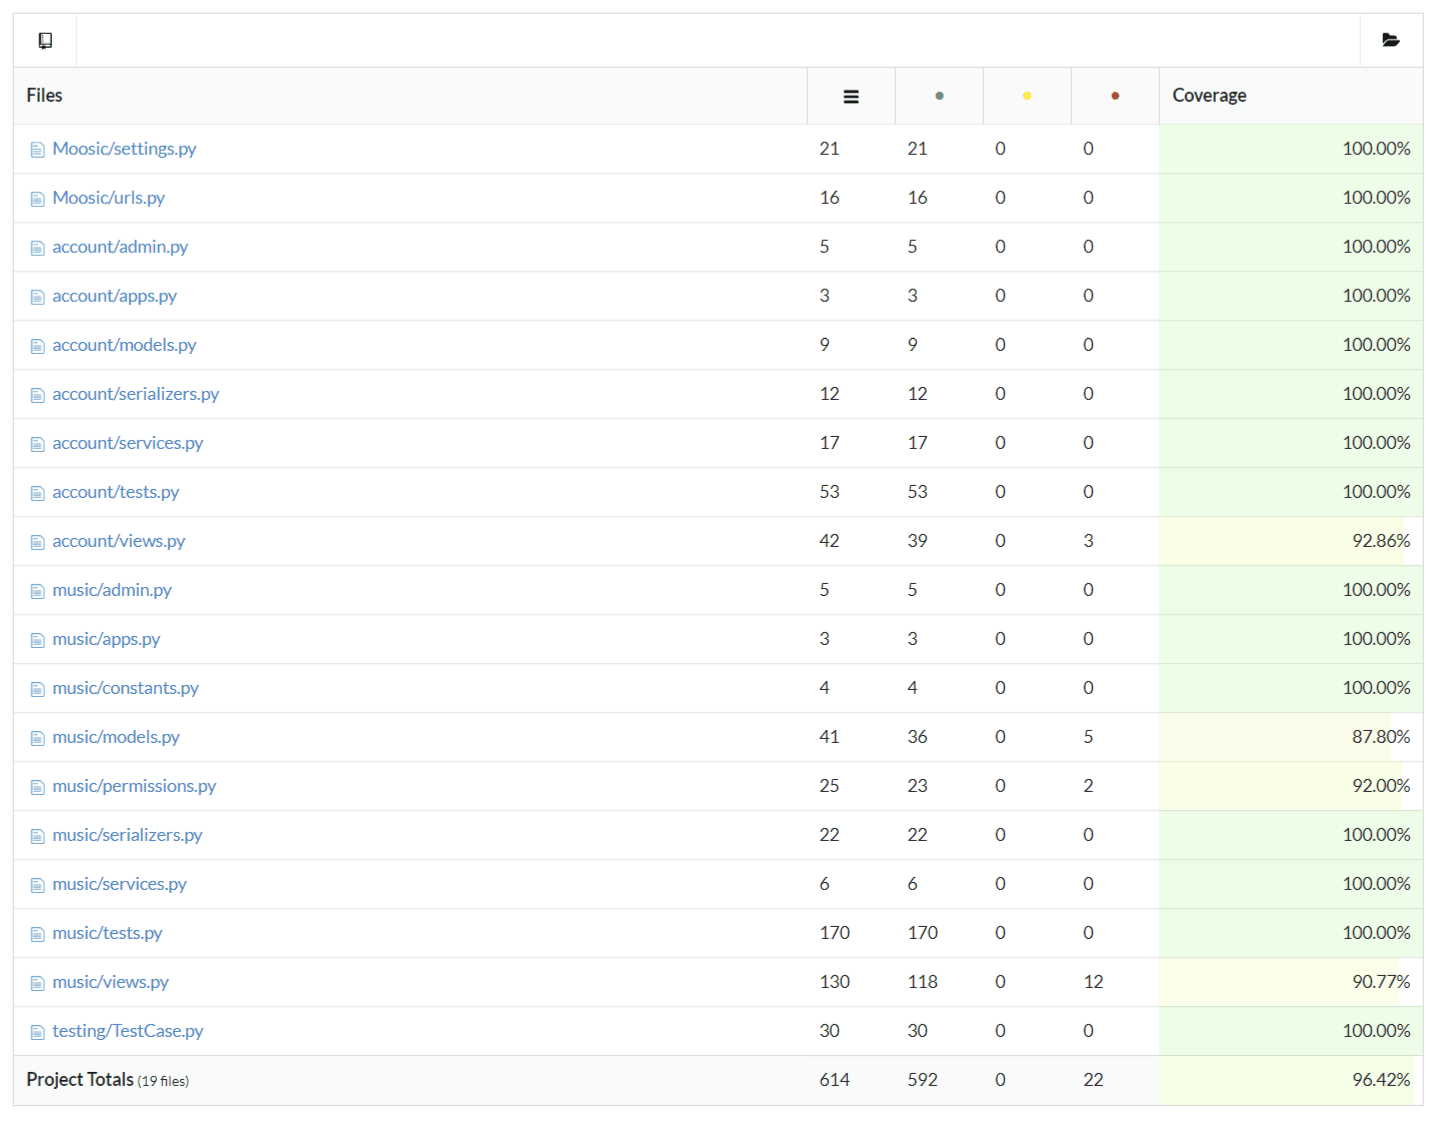 Files Coverage
Moosic/settings.py 21 21 0 0 100.00%
Moosic/urls.py 16 16 0 0 100.00%
account/admin.py 5 5 0 0 100.00%
account/apps.py 3 3 0 0 100.00%
account/models.py 9 9 0 0 100.00%
account/serializers.py 12 12 0 0 100.00%
account/services.py 17 17 0 0 100.00%
account/tests.py 53 53 0 0 100.00%
account/views.py 42 39 0 3 92.86%
music/admin.py 5 5 0 0 100.00%
music/apps.py 3 3 0 0 100.00%
music/constants.py 4 4 0 0 100.00%
music/models.py 41 36 0 5 87.80%
music/permissions.py 25 23 0 2 92.00%
music/serializers.py 22 22 0 0 100.00%
music/services.py 6 6 0 0 100.00%
music/tests.py 170 170 0 0 100.00%
music/views.py 130 118 0 12 90.77%
testing/TestCase.py 30 30 0 0 100.00%
Project Totals (19 files) 614 592 0 22 96.42%